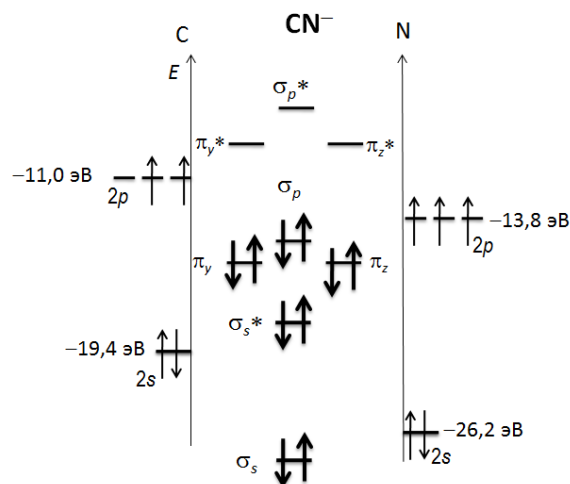 CN⁻
C
N
E
σp*
πy*
πz*
−11,0 эВ
2p
σp
−13,8 эВ
2p
πy
πz
σs*
−19,4 эВ
2s
−26,2 эВ
2s
σs